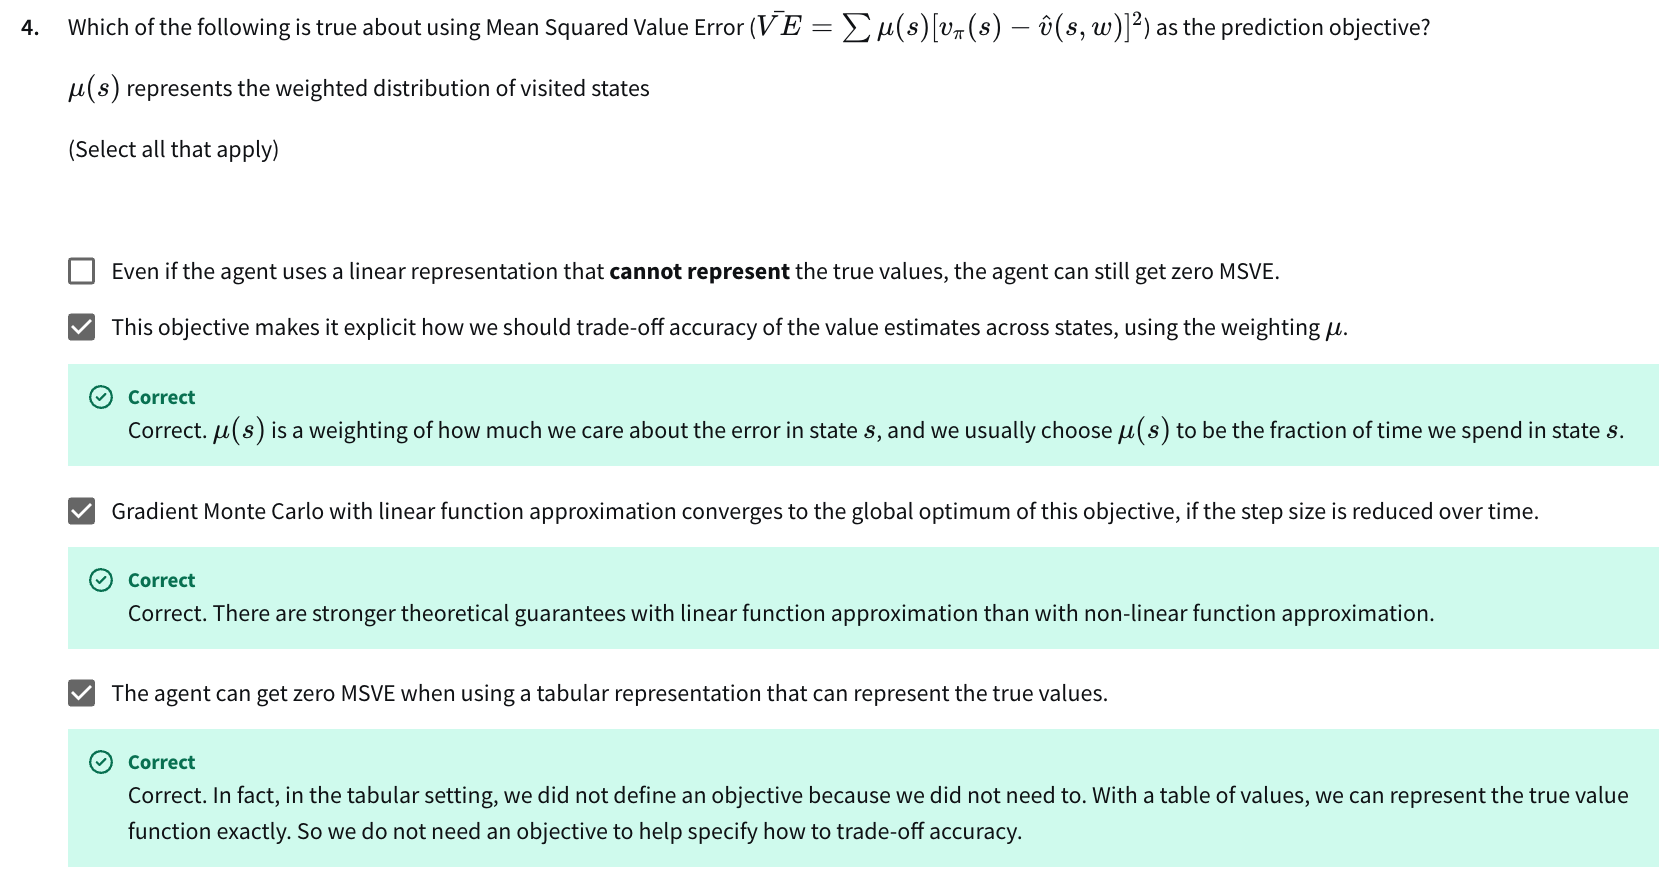 4. Which of the following is true about using Mean Squared Value Error ($\bar{VE} = \sum \mu(s)[v_\pi(s) - \hat{v}(s, w)]^2$) as the prediction objective?
$\mu(s)$ represents the weighted distribution of visited states
(Select all that apply)
Even if the agent uses a linear representation that cannot represent the true values, the agent can still get zero MSVE.
This objective makes it explicit how we should trade-off accuracy of the value estimates across states, using the weighting $\mu$.
Correct
Correct. $\mu(s)$ is a weighting of how much we care about the error in state $s$, and we usually choose $\mu(s)$ to be the fraction of time we spend in state $s$.
Gradient Monte Carlo with linear function approximation converges to the global optimum of this objective, if the step size is reduced over time.
Correct
Correct. There are stronger theoretical guarantees with linear function approximation than with non-linear function approximation.
The agent can get zero MSVE when using a tabular representation that can represent the true values.
Correct
Correct. In fact, in the tabular setting, we did not define an objective because we did not need to. With a table of values, we can represent the true value
function exactly. So we do not need an objective to help specify how to trade-off accuracy.